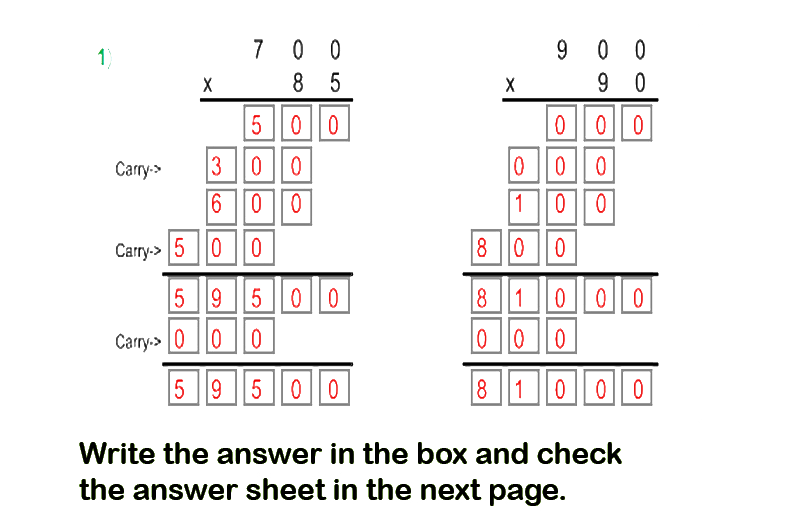 1)
7 0 0 9 0 0
x 8 5 x 9 0
5 0 0 0 0 0
Carry-> 3 0 0 0 0 0
6 0 0 1 0 0
Carry-> 5 0 0 8 0 0
5 9 5 0 0 8 1 0 0 0
Carry-> 0 0 0 0 0 0
5 9 5 0 0 8 1 0 0 0
Write the answer in the box and check
the answer sheet in the next page.